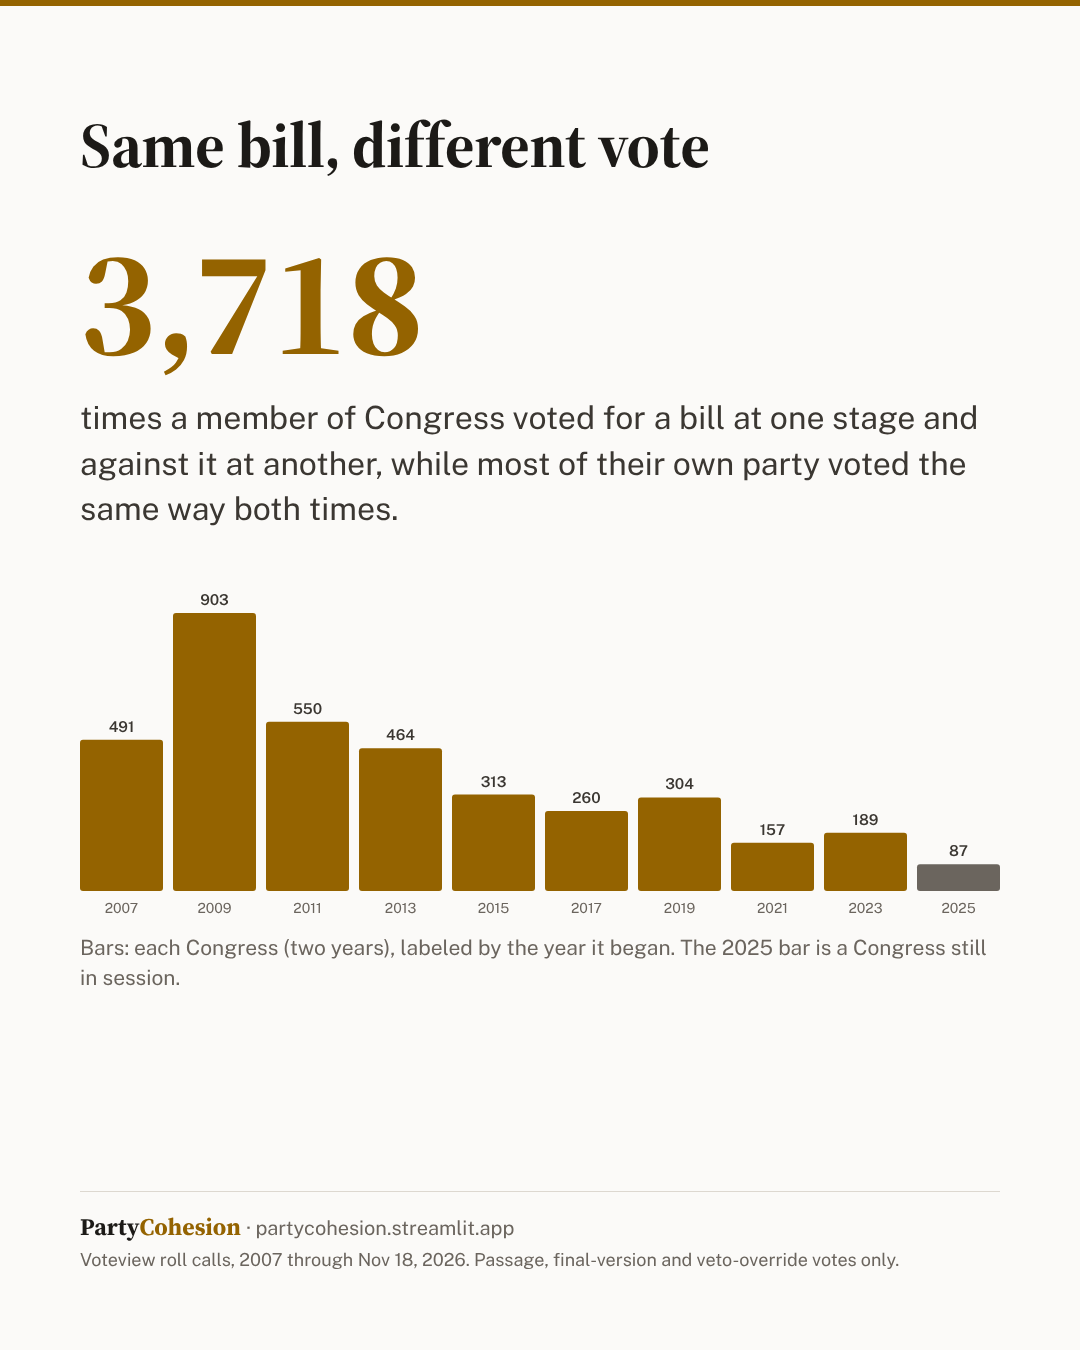 Same bill, different vote
3,718
times a member of Congress voted for a bill at one stage and
against it at another, while most of their own party voted the
same way both times.
491 903 550 464 313 260 304 157 189 87
2007 2009 2011 2013 2015 2017 2019 2021 2023 2025
Bars: each Congress (two years), labeled by the year it began. The 2025 bar is a Congress still
in session.
PartyCohesion · partycohesion.streamlit.app
Voteview roll calls, 2007 through Nov 18, 2026. Passage, final-version and veto-override votes only.